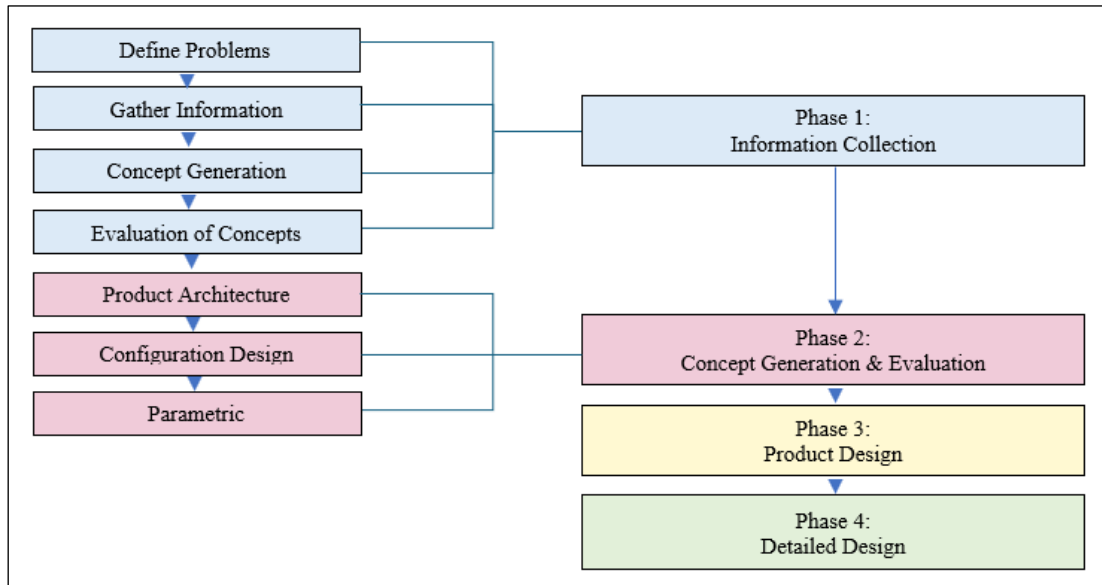 Define Problems
Gather Information
Concept Generation
Evaluation of Concepts
Product Architecture
Configuration Design
Parametric
Phase 1:
Information Collection
Phase 2:
Concept Generation & Evaluation
Phase 3:
Product Design
Phase 4:
Detailed Design